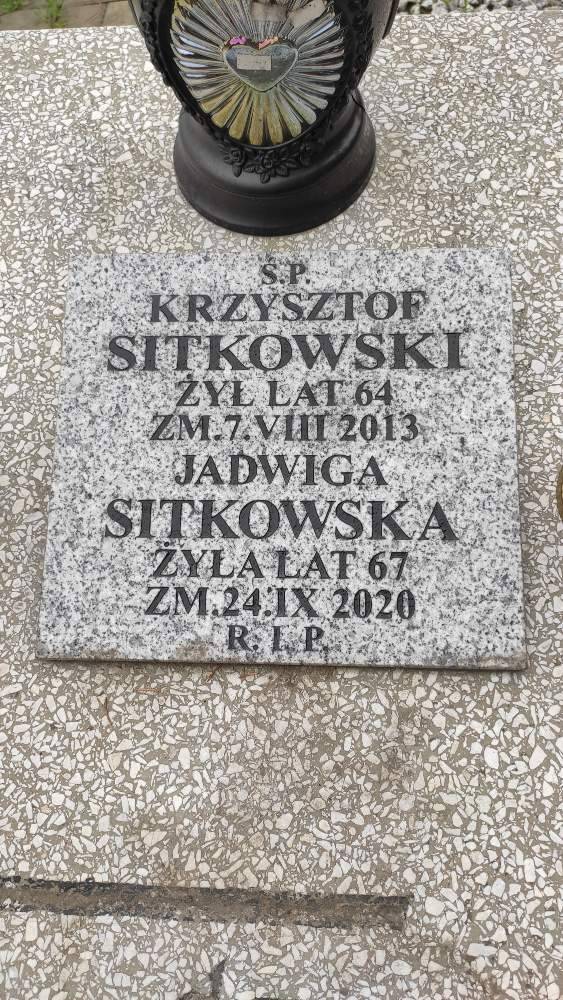 Ś.P.
KRZYSZTOF
SITKOWSKI
ŻYŁ LAT 64
ZM.7.VIII 2013
JADWIGA
SITKOWSKA
ŻYŁA LAT 67
ZM.24.IX 2020
R. I. P.